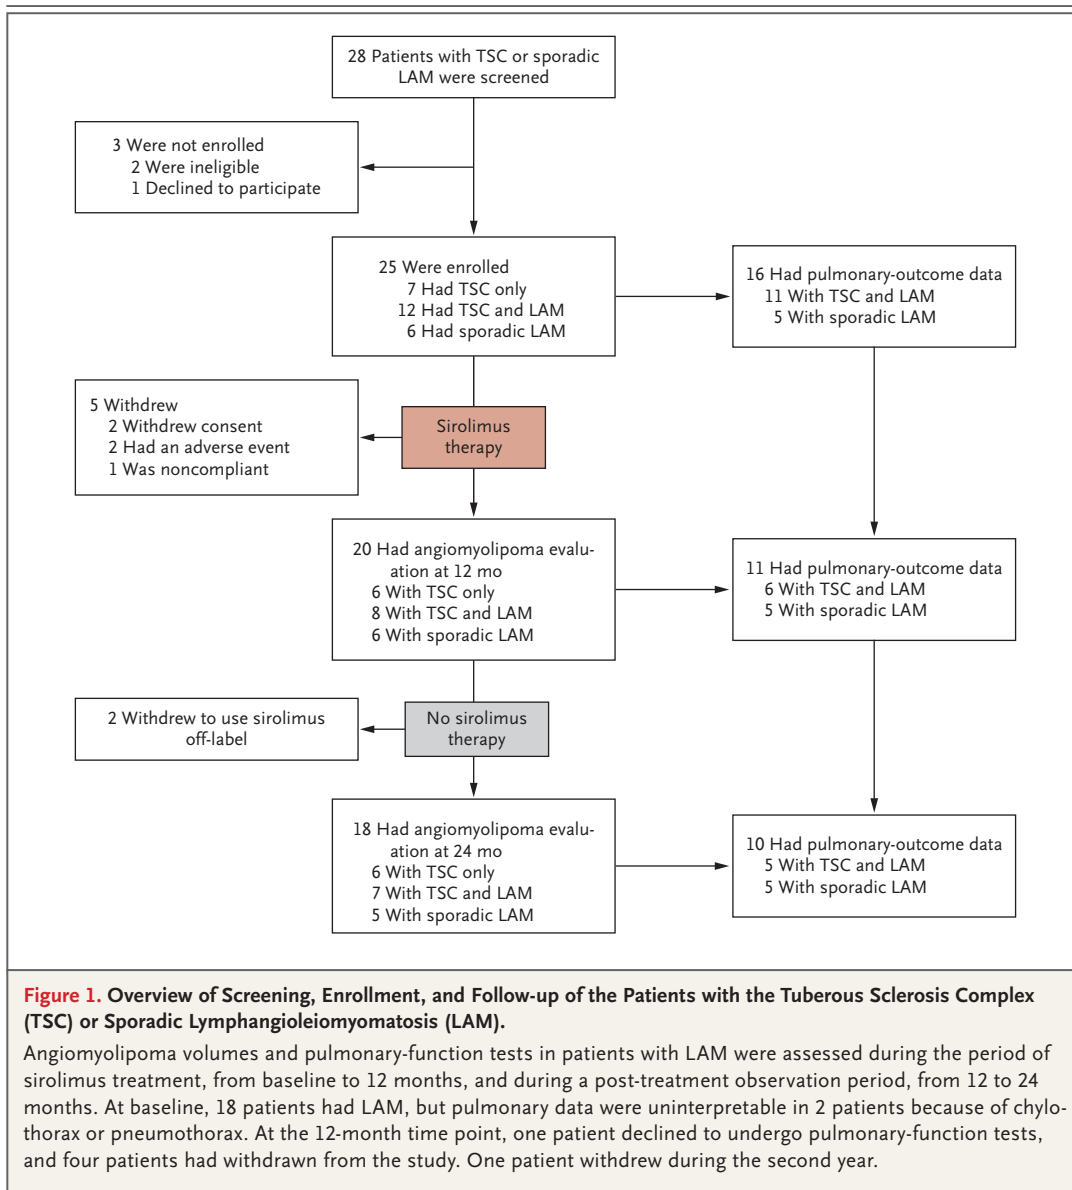 28 Patients with TSC or sporadic
LAM were screened
3 Were not enrolled
2 Were ineligible
1 Declined to participate
25 Were enrolled
7 Had TSC only
12 Had TSC and LAM
6 Had sporadic LAM
16 Had pulmonary-outcome data
11 With TSC and LAM
5 With sporadic LAM
5 Withdrew
2 Withdrew consent
2 Had an adverse event
1 Was noncompliant
Sirolimus
therapy
20 Had angiomyolipoma evalu-
ation at 12 mo
6 With TSC only
8 With TSC and LAM
6 With sporadic LAM
11 Had pulmonary-outcome data
6 With TSC and LAM
5 With sporadic LAM
2 Withdrew to use sirolimus
off-label
No sirolimus
therapy
18 Had angiomyolipoma evalu-
ation at 24 mo
6 With TSC only
7 With TSC and LAM
5 With sporadic LAM
10 Had pulmonary-outcome data
5 With TSC and LAM
5 With sporadic LAM
Figure 1. Overview of Screening, Enrollment, and Follow-up of the Patients with the Tuberous Sclerosis Complex
(TSC) or Sporadic Lymphangioleiomyomatosis (LAM).
Angiomyolipoma volumes and pulmonary-function tests in patients with LAM were assessed during the period of
sirolimus treatment, from baseline to 12 months, and during a post-treatment observation period, from 12 to 24
months. At baseline, 18 patients had LAM, but pulmonary data were uninterpretable in 2 patients because of chylo-
thorax or pneumothorax. At the 12-month time point, one patient declined to undergo pulmonary-function tests,
and four patients had withdrawn from the study. One patient withdrew during the second year.